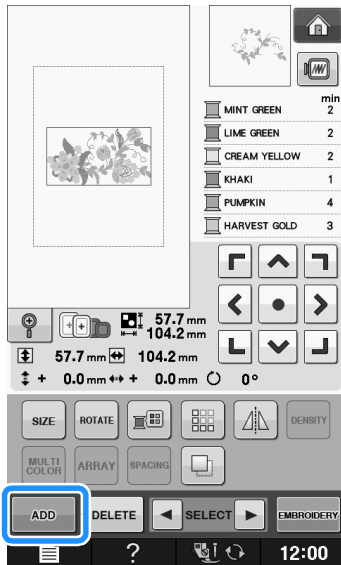 min
MINT GREEN 2
LIME GREEN 2
CREAM YELLOW 2
KHAKI 1
PUMPKIN 4
HARVEST GOLD 3
57.7 mm
104.2 mm
57.7 mm 104.2 mm
+ 0.0 mm + 0.0 mm 0°
SIZE ROTATE DENSITY
MULTI COLOR ARRAY SPACING
ADD DELETE SELECT EMBROIDERY
? 12:00